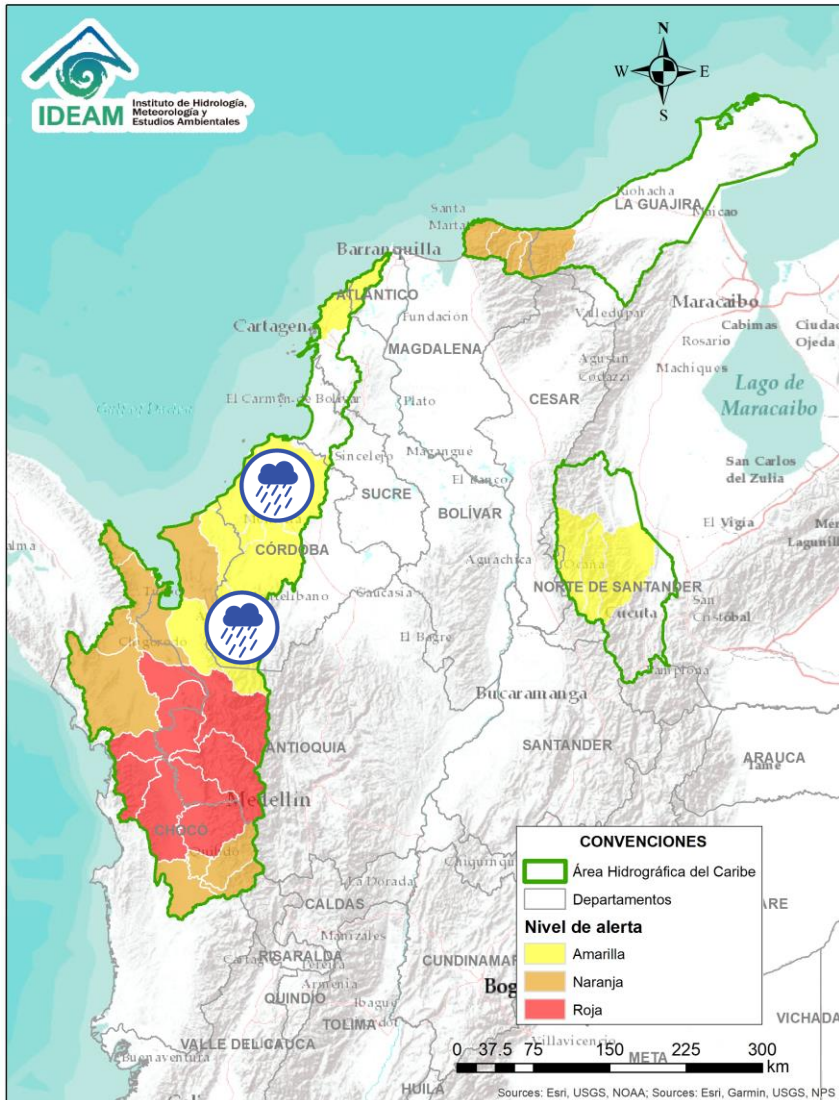 IDEAM
Instituto de Hidrología,
Meteorología y
Estudios Ambientales
N
W
E
S
Riohacha
LA GUAJIRA
Maicao
Santa
Marta
Barranquilla
ATLÁNTICO
Cartagena
Fundación
Valledupar
MAGDALENA
Maracaibo
Cabimas
Ciudad
Ojeda
Rosario
Machiques
Agustín
Codazzi
CESAR
Lago de
Maracaibo
El Carmen de Bolívar
Plato
Sincelejo
Magangué
San Carlos
del Zulia
SUCRE
El Banco
BOLÍVAR
El Vigía
CÓRDOBA
Aguachica
NORTE DE SANTANDER
Caucasia
San
Cristóbal
El Bagre
Bucaramanga
Pamplona
ANTIOQUIA
SANTANDER
ARAUCA
Tame
Medellín
CHOCÓ
Quibdó
La Dorada
CALDAS
Manizales
RISARALDA
Pereira
Armenia
QUINDÍO
Ibagué
TOLIMA
VALLE DEL CAUCA
Buenaventura
HUILA
VICHADA
Villavicencio
META
CONVENCIONES
Área Hidrográfica del Caribe
Departamentos
Nivel de alerta
Amarilla
Naranja
Roja
0 37.5 75 150 225 300
km
Sources: Esri, USGS, NOAA; Sources: Esri, Garmin, USGS, NPS